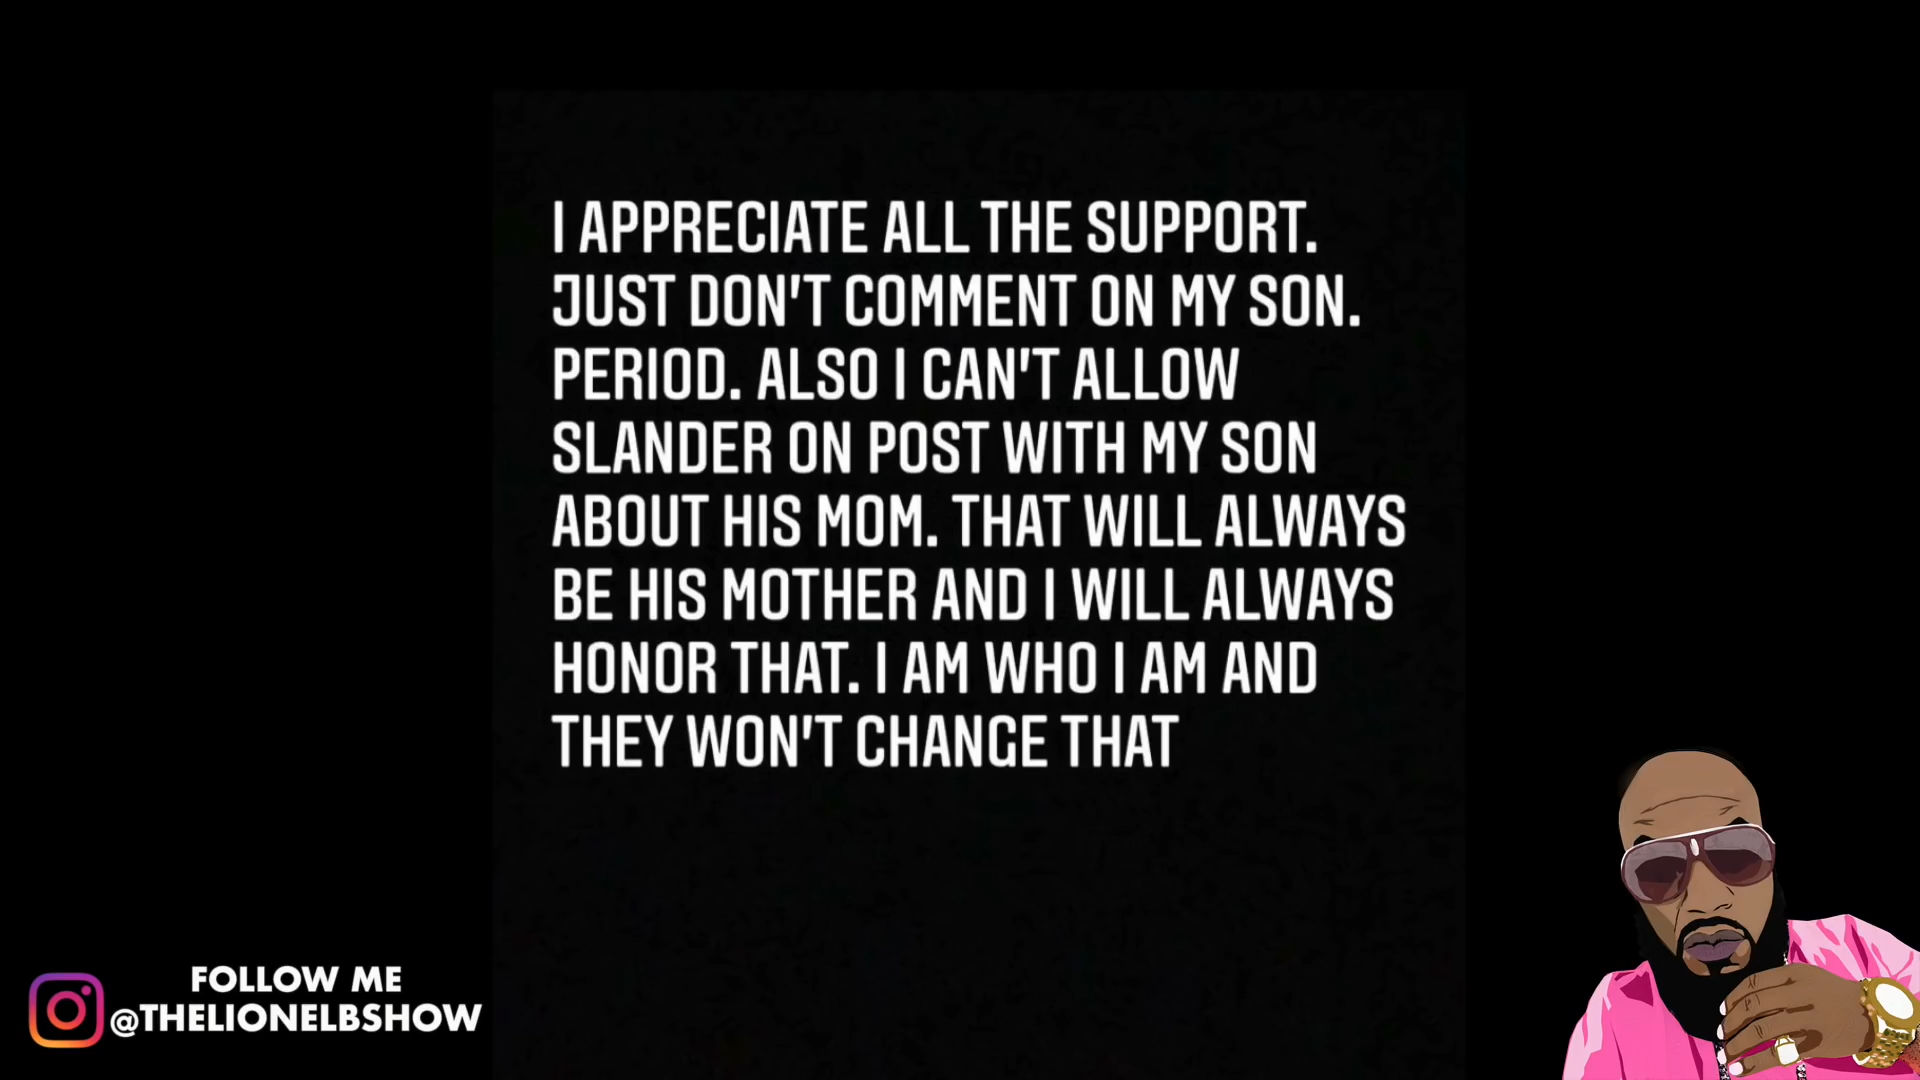 I APPRECIATE ALL THE SUPPORT.
JUST DON'T COMMENT ON MY SON.
PERIOD. ALSO I CAN'T ALLOW
SLANDER ON POST WITH MY SON
ABOUT HIS MOM. THAT WILL ALWAYS
BE HIS MOTHER AND I WILL ALWAYS
HONOR THAT. I AM WHO I AM AND
THEY WON'T CHANGE THAT
FOLLOW ME
@THELIONELBSHOW